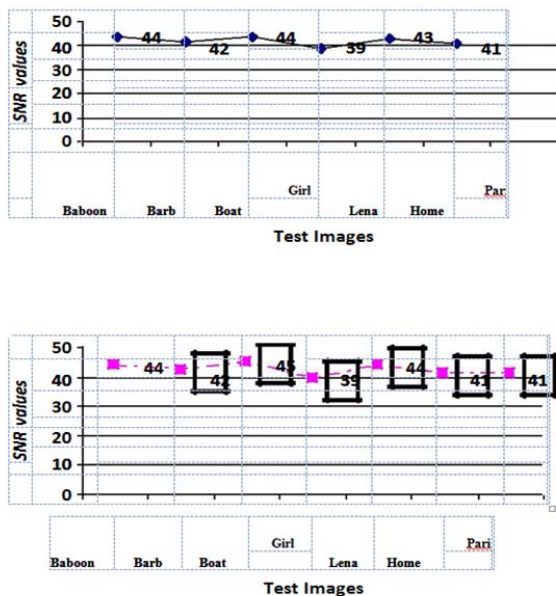 50
40
30
20
10
0
SNR values
44 42 44 39 43 41
Girl Par
Baboon Barb Boat Lena Home
Test Images
50
40
30
20
10
0
SNR values
44 42 45 39 44 41 41
Girl Pari
Baboon Barb Boat Lena Home
Test Images